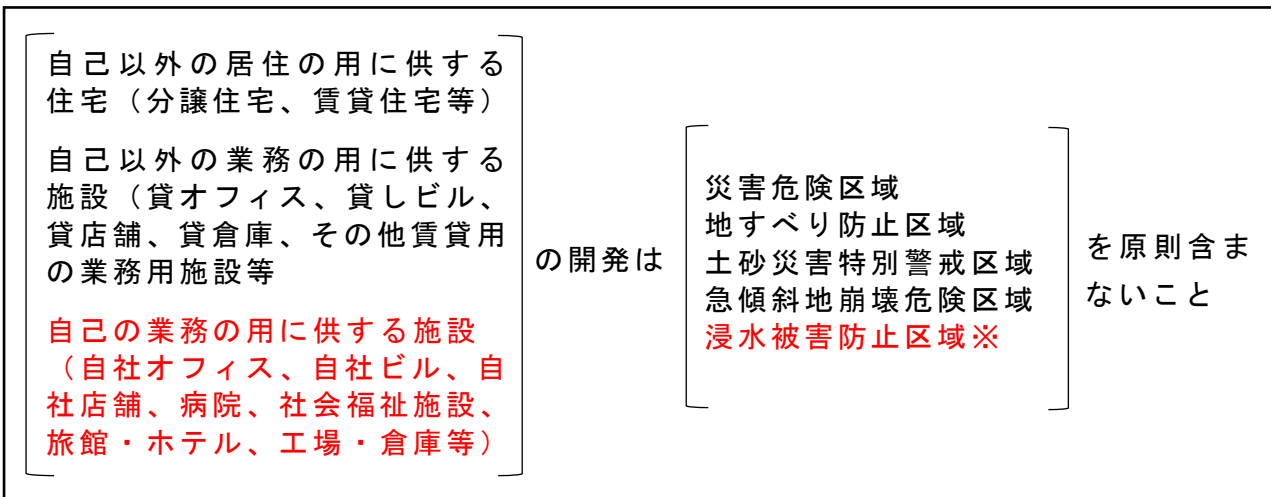 自己以外の居住の用に供する
住宅（分譲住宅、賃貸住宅等）
自己以外の業務の用に供する
施設（貸オフィス、貸しビル、
貸店舗、貸倉庫、その他賃貸用
の業務用施設等
自己の業務の用に供する施設
（自社オフィス、自社ビル、自
社店舗、病院、社会福祉施設、
旅館・ホテル、工場・倉庫等）
の開発は
災害危険区域
地すべり防止区域
土砂災害特別警戒区域
急傾斜地崩壊危険区域
浸水被害防止区域※
を原則含ま
ないこと